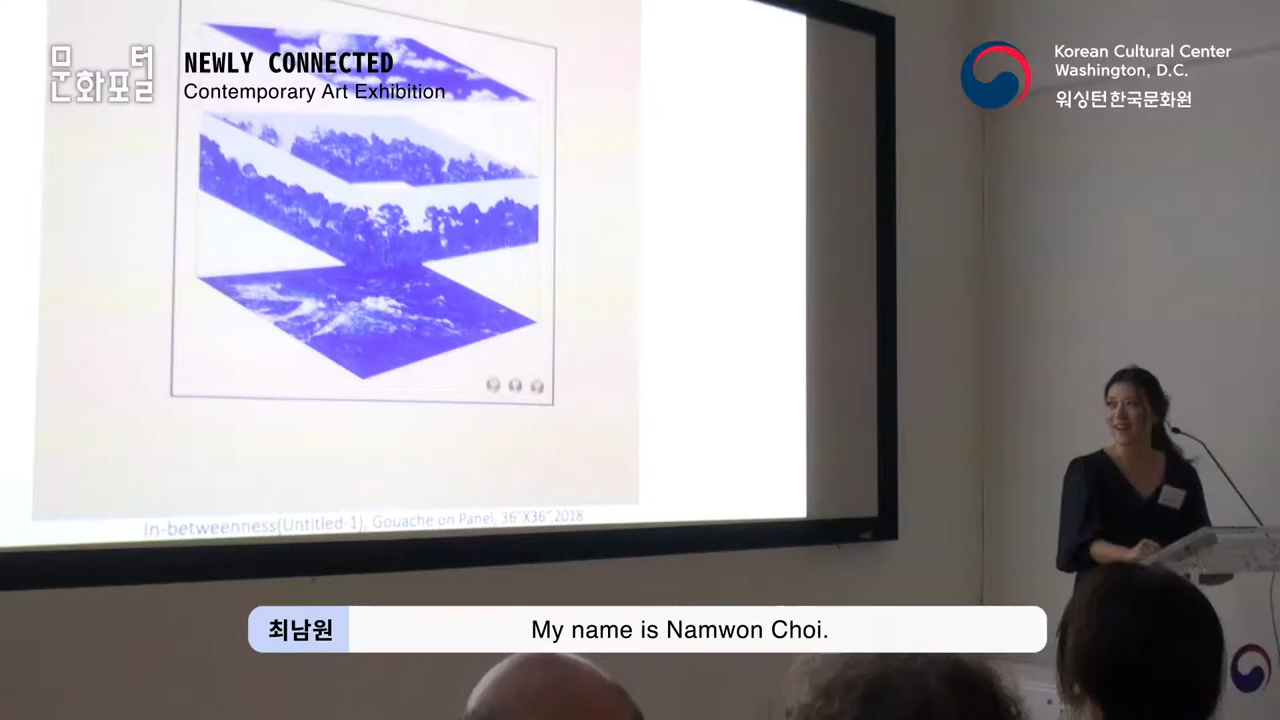 문화포털
NEWLY CONNECTED
Contemporary Art Exhibition
Korean Cultural Center
Washington, D.C.
워싱턴한국문화원
In-betweenness(Untitled-1), Gouache on Panel, 36"X36",2018
최남원
My name is Namwon Choi.